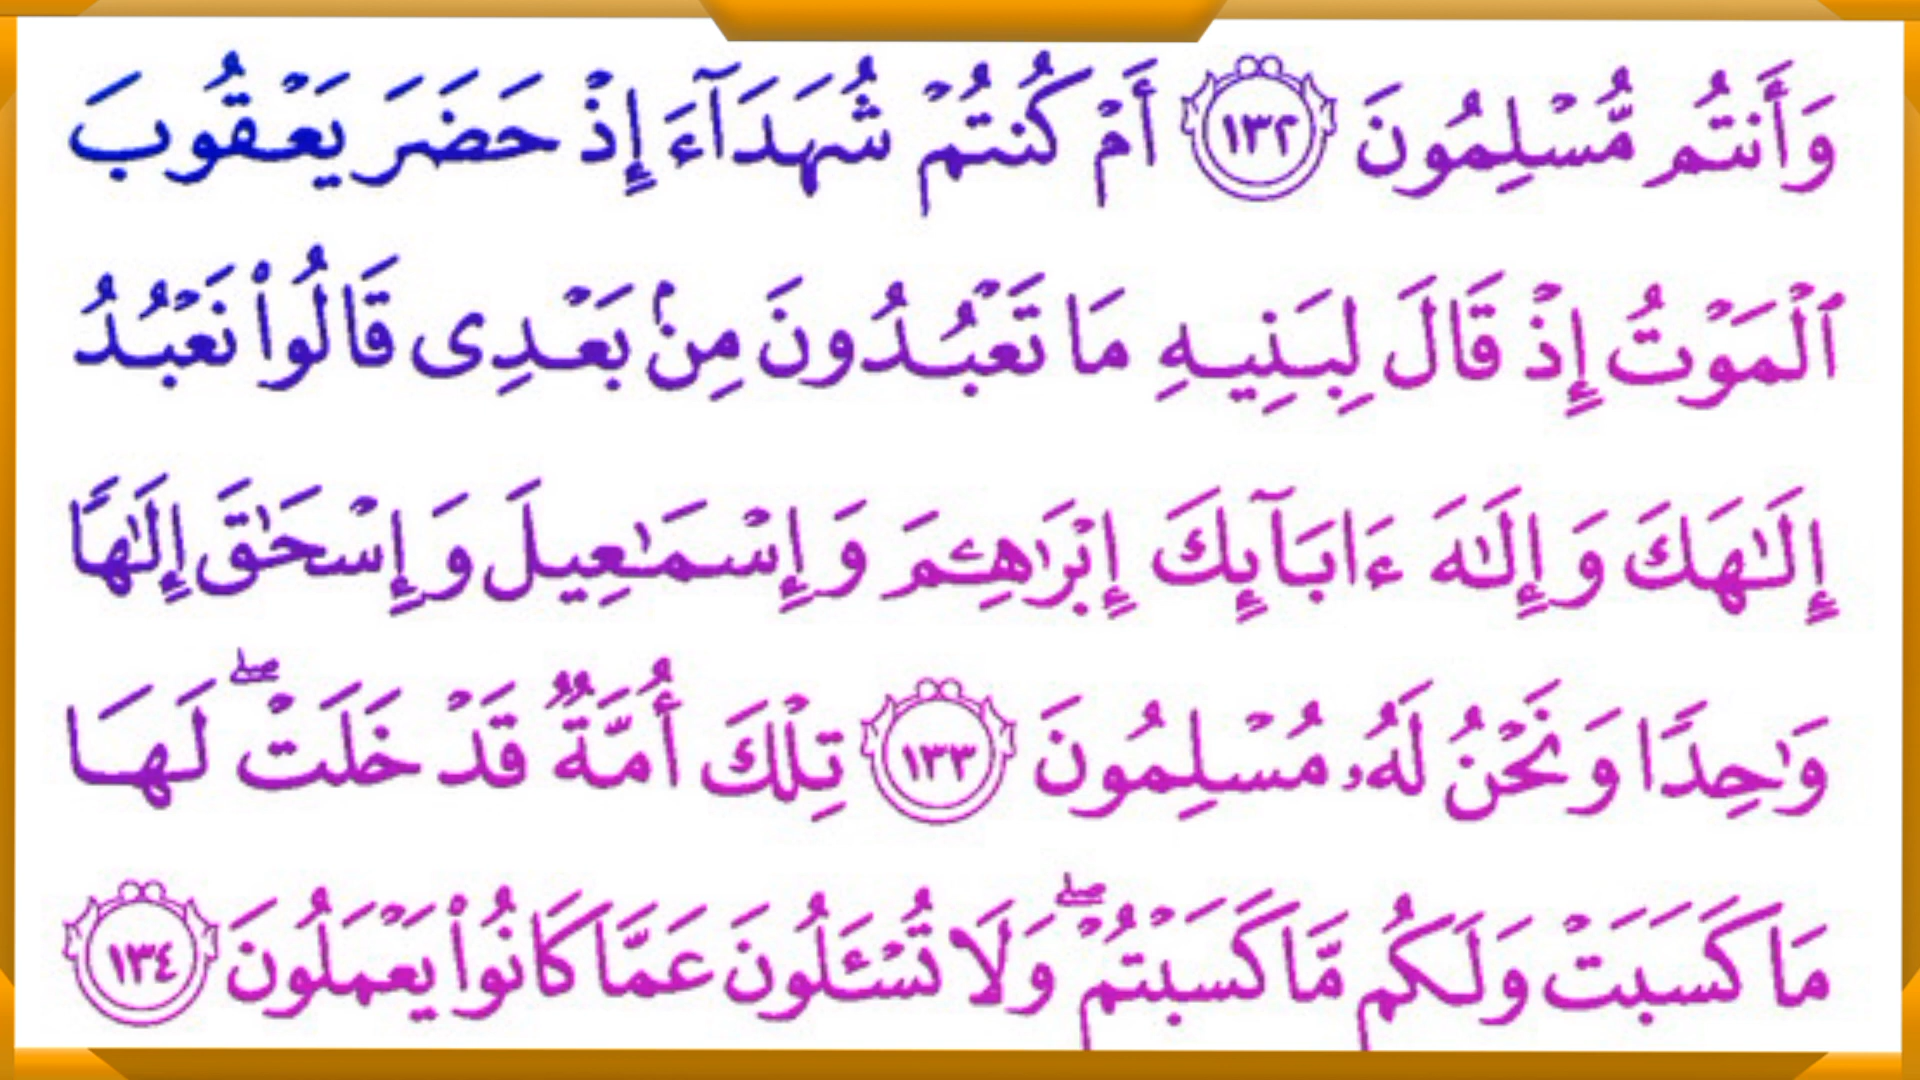 وَأَنتُم مُّسْلِمُونَ ١٣٢ أَمْ كُنتُمْ شُهَدَآءَ إِذْ حَضَرَ يَعْقُوبَ
ٱلْمَوْتُ إِذْ قَالَ لِبَنِيهِ مَا تَعْبُدُونَ مِنۢ بَعْدِى قَالُوا۟ نَعْبُدُ
إِلَـٰهَكَ وَإِلَـٰهَ ءَابَآئِكَ إِبْرَٰهِـۧمَ وَإِسْمَـٰعِيلَ وَإِسْحَـٰقَ إِلَـٰهًا
وَٰحِدًا وَنَحْنُ لَهُۥ مُسْلِمُونَ ١٣٣ تِلْكَ أُمَّةٌ قَدْ خَلَتْ ۖ لَهَا
مَا كَسَبَتْ وَلَكُم مَّا كَسَبْتُمْ ۖ وَلَا تُسْـَٔلُونَ عَمَّا كَانُوا۟ يَعْمَلُونَ ١٣٤